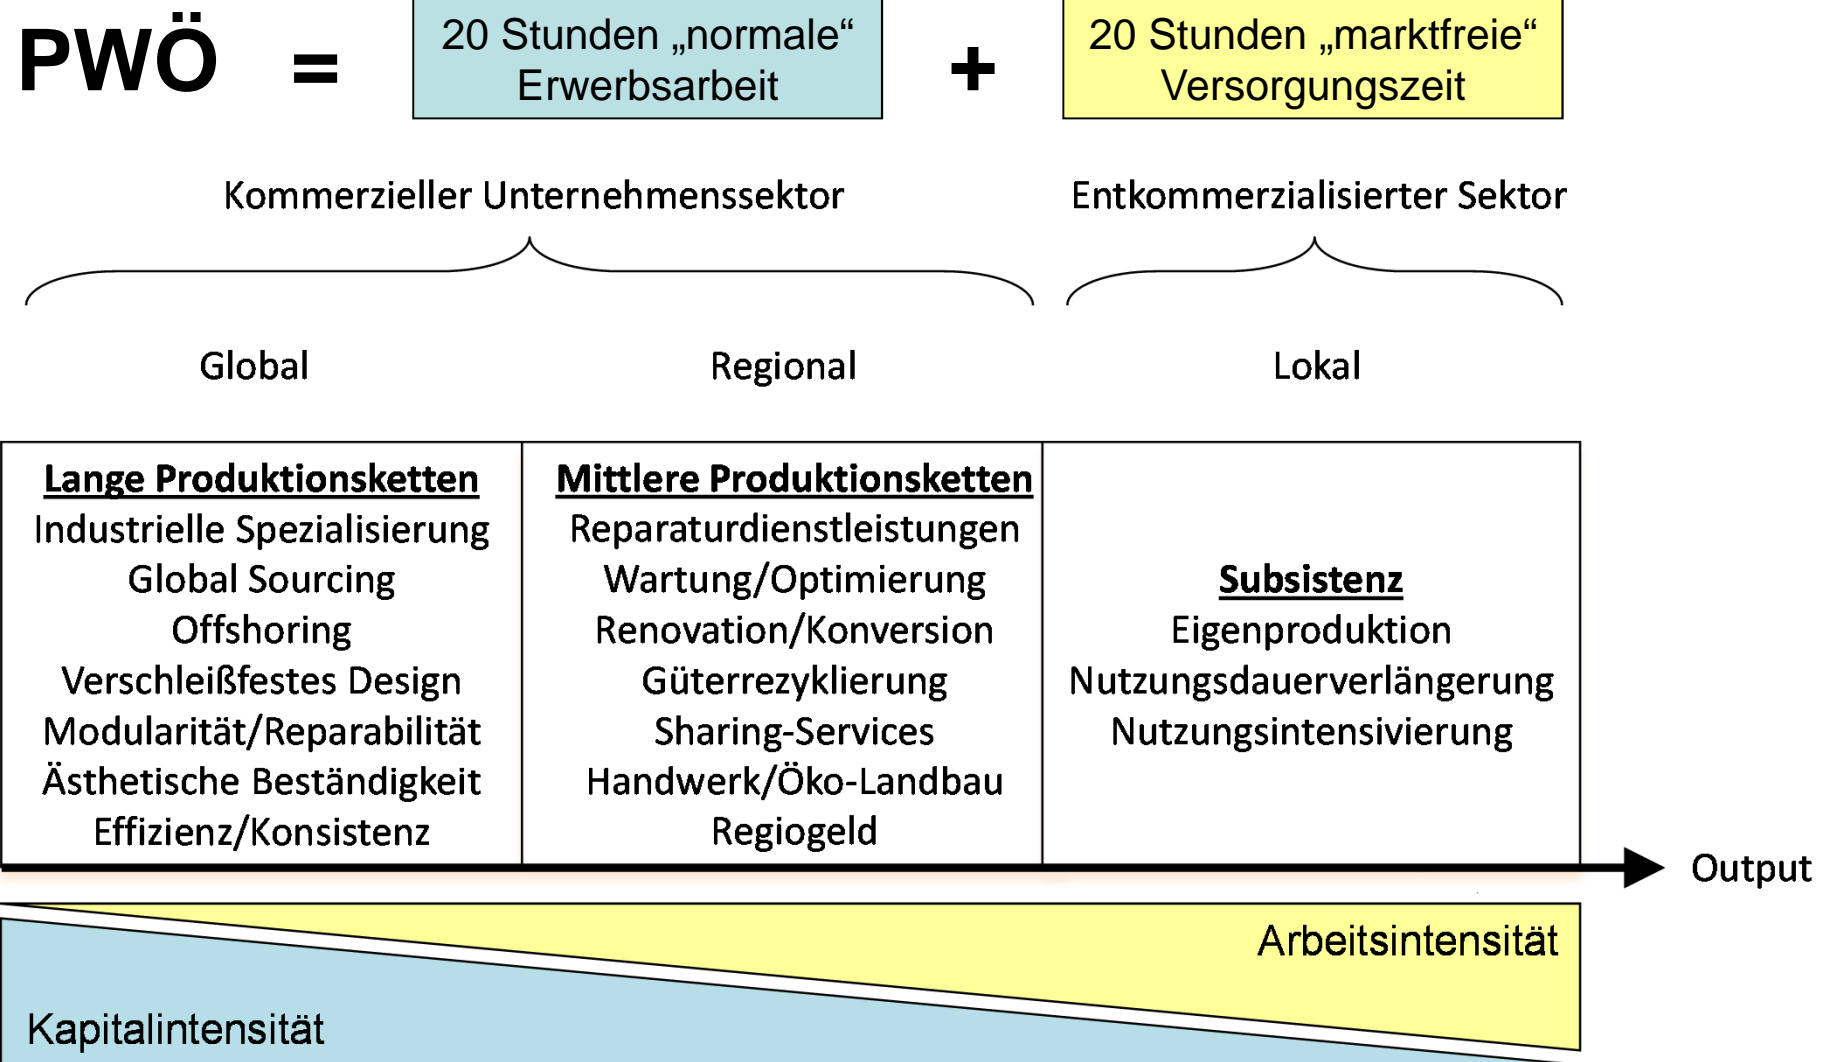 PWÖ = 20 Stunden „normale“ Erwerbsarbeit + 20 Stunden „marktfreie“ Versorgungszeit
Kommerzieller Unternehmenssektor
Entkommerzialisierter Sektor
Global
Regional
Lokal
Lange Produktionsketten
Industrielle Spezialisierung
Global Sourcing
Offshoring
Verschleißfestes Design
Modularität/Reparabilität
Ästhetische Beständigkeit
Effizienz/Konsistenz
Mittlere Produktionsketten
Reparaturdienstleistungen
Wartung/Optimierung
Renovation/Konversion
Güterrezyklierung
Sharing-Services
Handwerk/Öko-Landbau
Regiogeld
Subsistenz
Eigenproduktion
Nutzungsdauerverlängerung
Nutzungsintensivierung
Output
Arbeitsintensität
Kapitalintensität